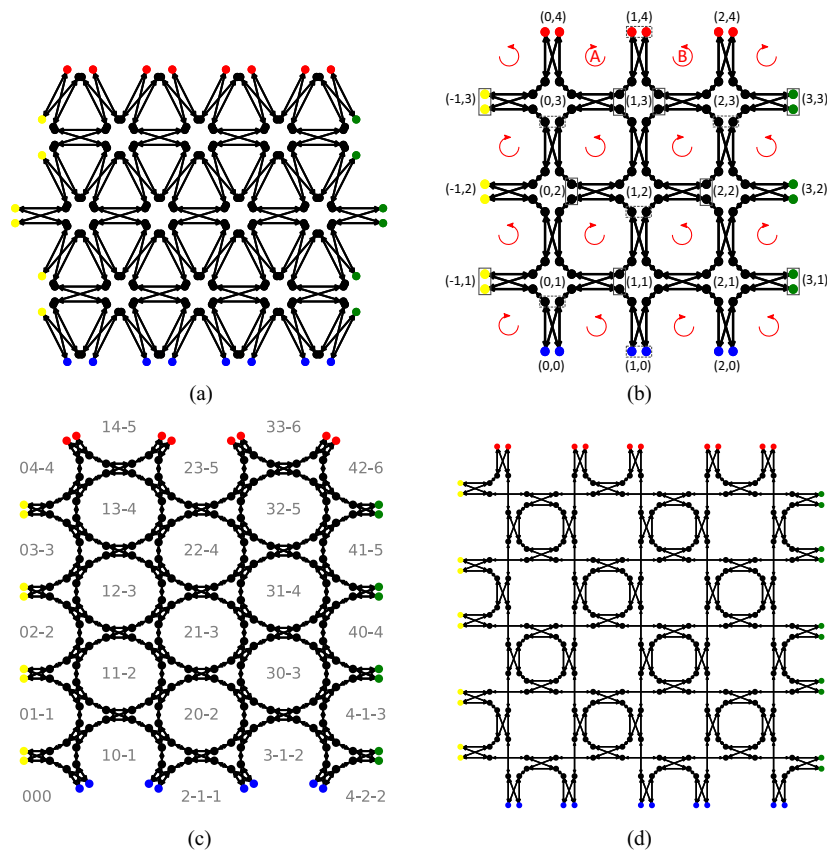 (a)
(0,4) (1,4) (2,4)
A B
(-1,3) (0,3) (1,3) (2,3) (3,3)
(-1,2) (0,2) (1,2) (2,2) (3,2)
(-1,1) (0,1) (1,1) (2,1) (3,1)
(0,0) (1,0) (2,0)
(b)
14-5 33-6
04-4 23-5 42-6
13-4 32-5
03-3 22-4 41-5
12-3 31-4
02-2 21-3 40-4
11-2 30-3
01-1 20-2 4-1-3
10-1 3-1-2
000 2-1-1 4-2-2
(c)
(d)